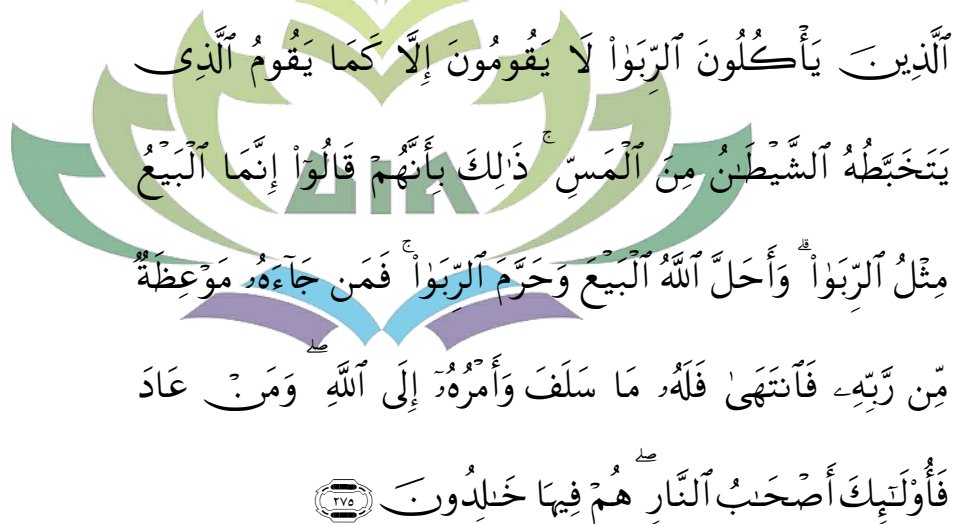 ٱلَّذِينَ يَأْكُلُونَ ٱلرِّبَوٰا۟ لَا يَقُومُونَ إِلَّا كَمَا يَقُومُ ٱلَّذِى
يَتَخَبَّطُهُ ٱلشَّيْطَـٰنُ مِنَ ٱلْمَسِّ ۚ ذَٰلِكَ بِأَنَّهُمْ قَالُوٓا۟ إِنَّمَا ٱلْبَيْعُ
مِثْلُ ٱلرِّبَوٰا۟ ۗ وَأَحَلَّ ٱللَّهُ ٱلْبَيْعَ وَحَرَّمَ ٱلرِّبَوٰا۟ ۚ فَمَن جَآءَهُۥ مَوْعِظَةٌ
مِّن رَّبِّهِۦ فَٱنتَهَىٰ فَلَهُۥ مَا سَلَفَ وَأَمْرُهُۥٓ إِلَى ٱللَّهِ ۖ وَمَنْ عَادَ
فَأُو۟لَـٰٓئِكَ أَصْحَـٰبُ ٱلنَّارِ ۖ هُمْ فِيهَا خَـٰلِدُونَ ﴿٢٧٥﴾